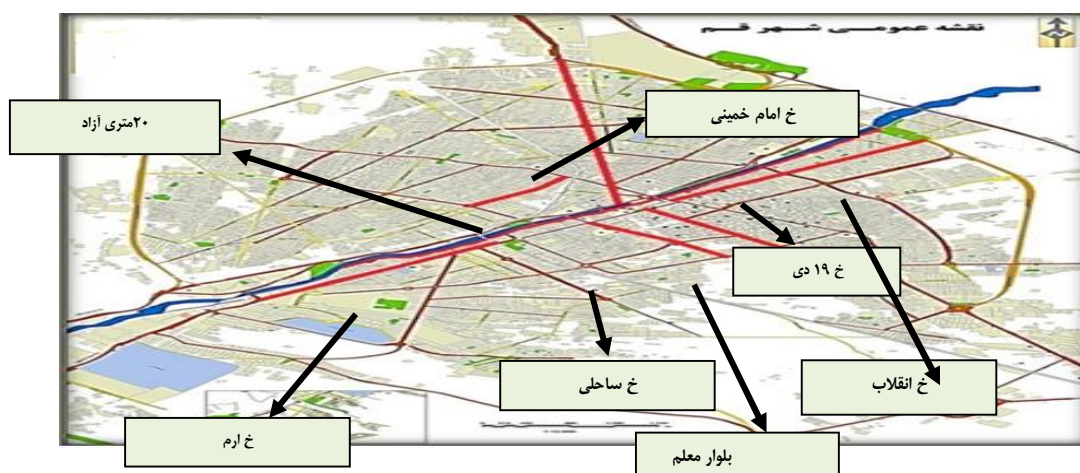 نقشه عمومی شهر قم
خ امام خمینی
۲۰متری آزاد
خ ۱۹ دی
خ انقلاب
خ ساحلی
خ ارم
بلوار معلم